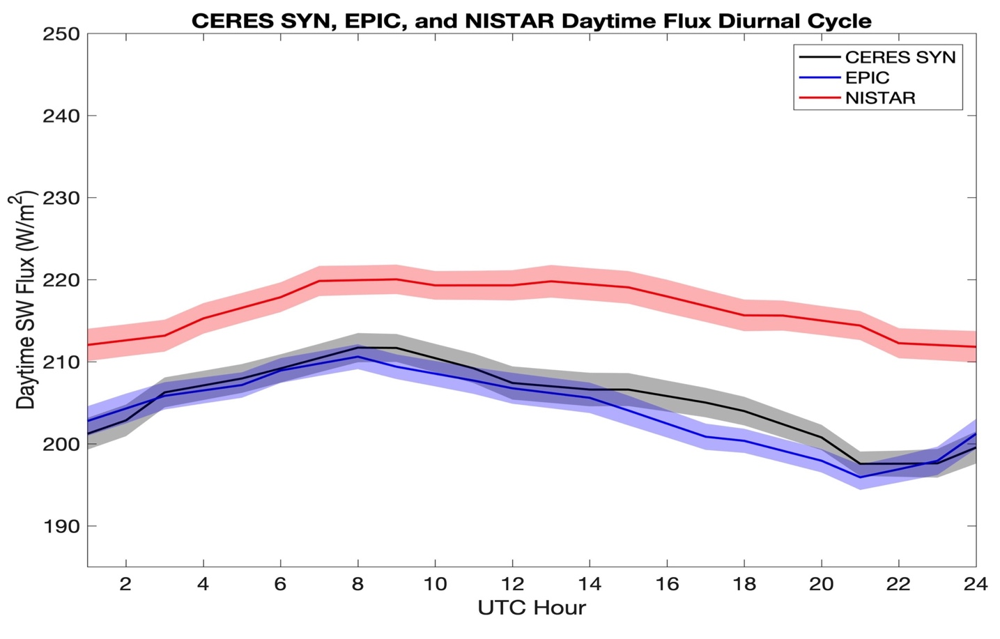 CERES SYN, EPIC, and NISTAR Daytime Flux Diurnal Cycle
250
240
230
220
210
200
190
Daytime SW Flux (W/m²)
CERES SYN
EPIC
NISTAR
2 4 6 8 10 12 14 16 18 20 22 24
UTC Hour